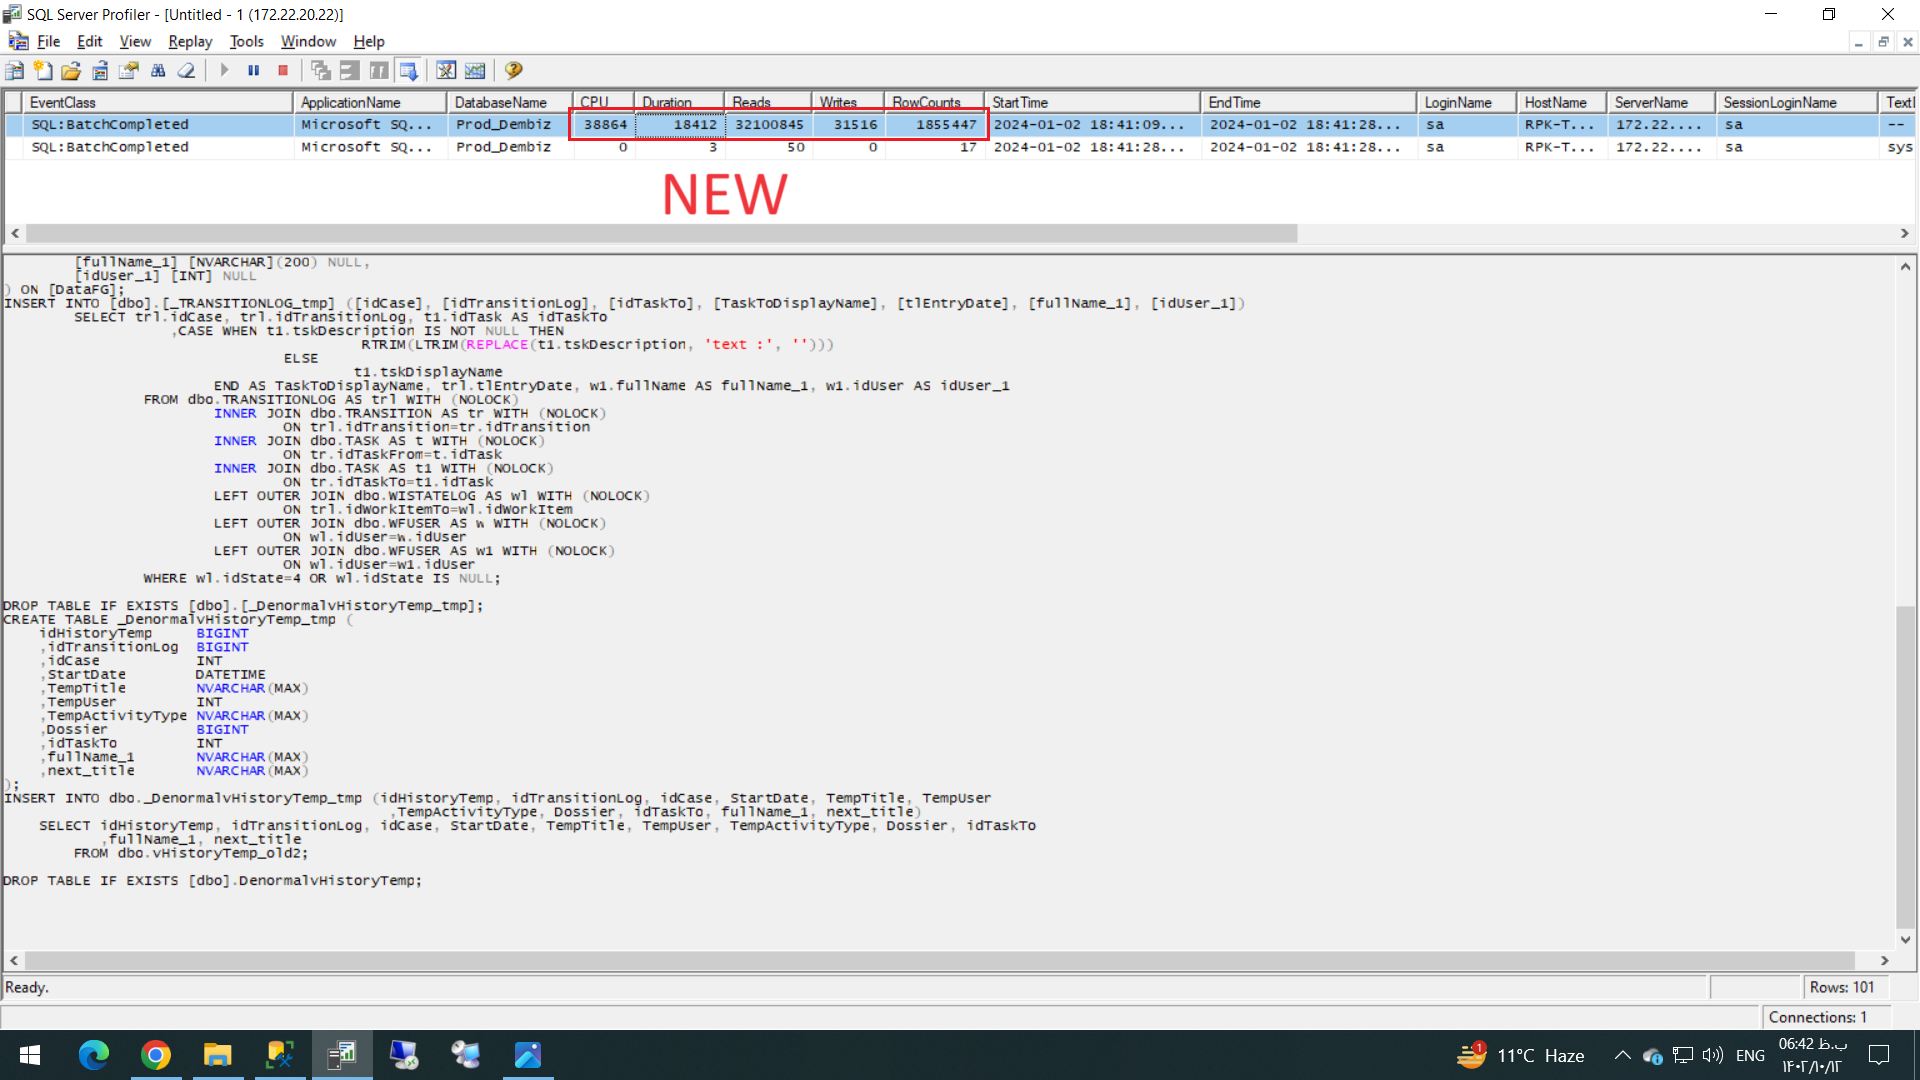 SQL Server Profiler - [Untitled - 1 (172.22.20.22)]
File Edit View Replay Tools Window Help
EventClass ApplicationName DatabaseName CPU Duration Reads Writes RowCounts StartTime EndTime LoginName HostName ServerName SessionLoginName
SQL:BatchCompleted Microsoft SQ... Prod_Dembiz 38864 18412 32100845 31516 1855447 2024-01-02 18:41:09... 2024-01-02 18:41:28... sa RPK-T... 172.22.... sa --
SQL:BatchCompleted Microsoft SQ... Prod_Dembiz 0 3 50 0 17 2024-01-02 18:41:28... 2024-01-02 18:41:28... sa RPK-T... 172.22.... sa sys
NEW
[fullName_1] [NVARCHAR](200) NULL,
[idUser_1] [INT] NULL
) ON [DataFG];
INSERT INTO [dbo].[_TRANSITIONLOG_tmp] ([idCase], [idTransitionLog], [idTaskTo], [TaskToDisplayName], [tlEntryDate], [fullName_1], [idUser_1])
SELECT trl.idCase, trl.idTransitionLog, t1.idTask AS idTaskTo
,CASE WHEN t1.tskDescription IS NOT NULL THEN
RTRIM(LTRIM(REPLACE(t1.tskDescription, 'text :', '')))
ELSE
t1.tskDisplayName
END AS TaskToDisplayName, trl.tlEntryDate, w1.fullName AS fullName_1, w1.idUser AS idUser_1
FROM dbo.TRANSITIONLOG AS trl WITH (NOLOCK)
INNER JOIN dbo.TRANSITION AS tr WITH (NOLOCK)
ON trl.idTransition=tr.idTransition
INNER JOIN dbo.TASK AS t WITH (NOLOCK)
ON tr.idTaskFrom=t.idTask
INNER JOIN dbo.TASK AS t1 WITH (NOLOCK)
ON tr.idTaskTo=t1.idTask
LEFT OUTER JOIN dbo.WISTATELOG AS wl WITH (NOLOCK)
ON trl.idWorkItemTo=wl.idWorkItem
LEFT OUTER JOIN dbo.WFUSER AS w WITH (NOLOCK)
ON wl.idUser=w.idUser
LEFT OUTER JOIN dbo.WFUSER AS w1 WITH (NOLOCK)
ON wl.idUser=w1.idUser
WHERE wl.idState=4 OR wl.idState IS NULL;
DROP TABLE IF EXISTS [dbo].[_DenormalvHistoryTemp_tmp];
CREATE TABLE _DenormalvHistoryTemp_tmp (
idHistoryTemp BIGINT
,idTransitionLog BIGINT
,idCase INT
,StartDate DATETIME
,TempTitle NVARCHAR(MAX)
,TempUser INT
,TempActivityType NVARCHAR(MAX)
,Dossier BIGINT
,idTaskTo INT
,fullName_1 NVARCHAR(MAX)
,next_title NVARCHAR(MAX)
);
INSERT INTO dbo._DenormalvHistoryTemp_tmp (idHistoryTemp, idTransitionLog, idCase, StartDate, TempTitle, TempUser
,TempActivityType, Dossier, idTaskTo, fullName_1, next_title)
SELECT idHistoryTemp, idTransitionLog, idCase, StartDate, TempTitle, TempUser, TempActivityType, Dossier, idTaskTo
,fullName_1, next_title
FROM dbo.vHistoryTemp_old2;
DROP TABLE IF EXISTS [dbo].DenormalvHistoryTemp;
Ready. Rows: 101
Connections: 1
1 11°C Haze ENG 06:42 ب.ظ
۱۴۰۲/۱۰/۱۲